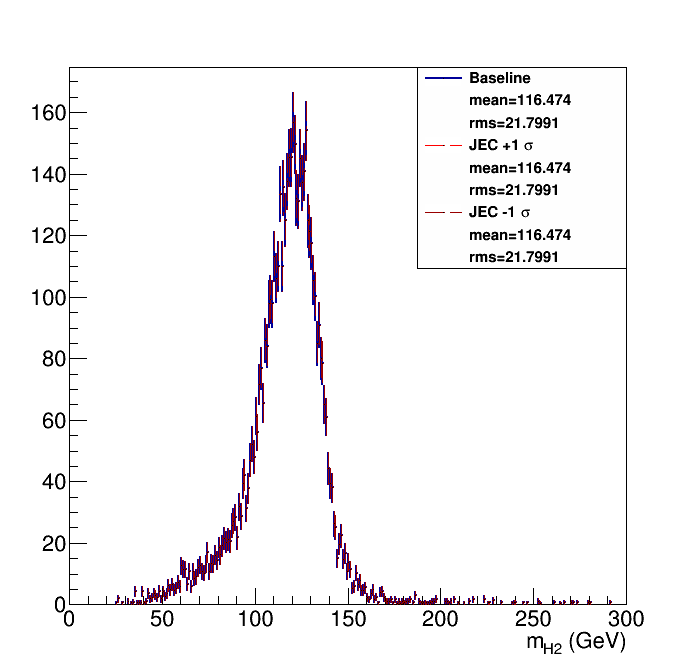 Baseline
mean=116.474
rms=21.7991
JEC +1 σ
mean=116.474
rms=21.7991
JEC -1 σ
mean=116.474
rms=21.7991
160
140
120
100
80
60
40
20
0
0 50 100 150 200 250 300
m_H2 (GeV)